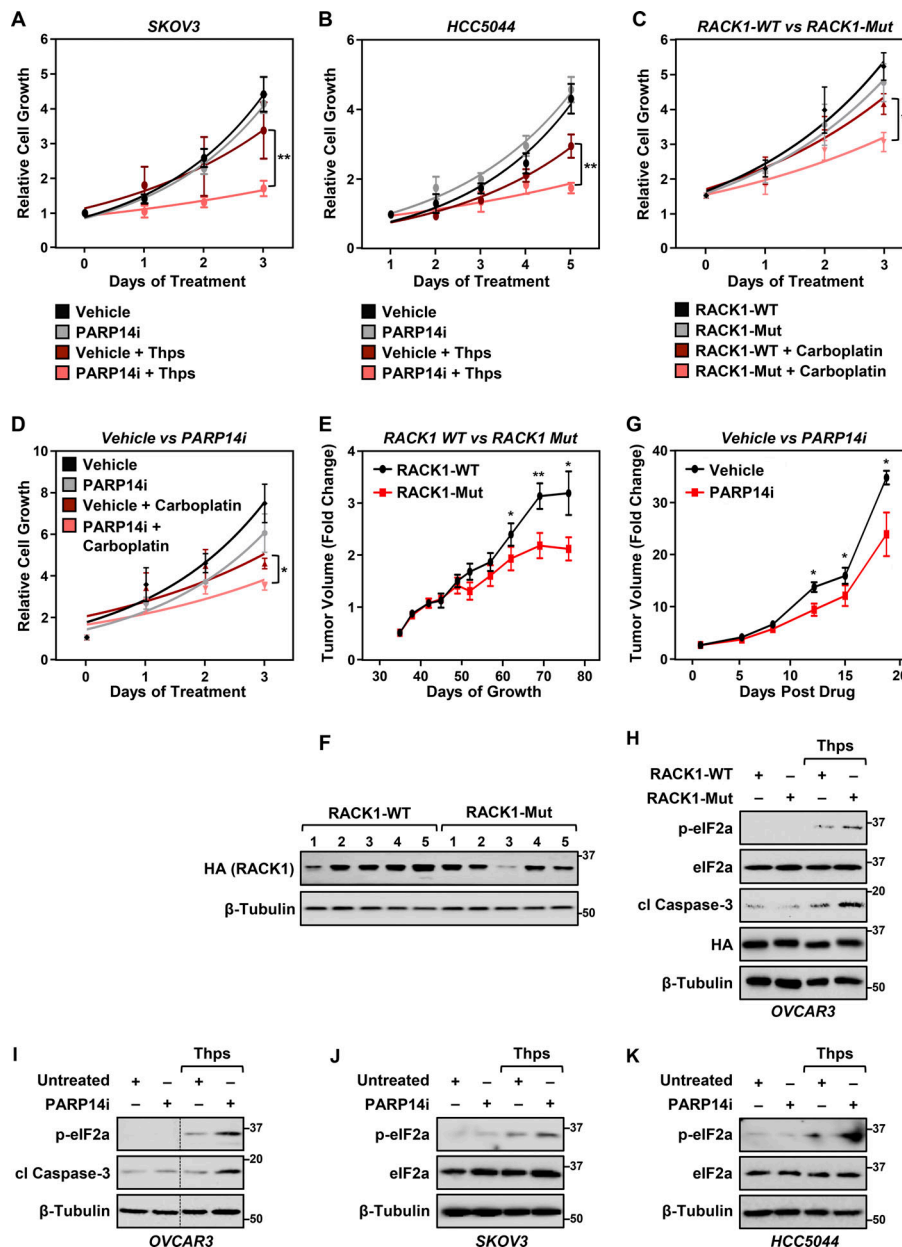 A
SKOV3
Relative Cell Growth
6
5
4
3
2
1
0
**
0 1 2 3
Days of Treatment
Vehicle
PARP14i
Vehicle + Thps
PARP14i + Thps
B
HCC5044
Relative Cell Growth
6
4
2
0
**
1 2 3 4 5
Days of Treatment
Vehicle
PARP14i
Vehicle + Thps
PARP14i + Thps
C
RACK1-WT vs RACK1-Mut
Relative Cell Growth
6
4
2
0
0 1 2 3
Days of Treatment
RACK1-WT
RACK1-Mut
RACK1-WT + Carboplatin
RACK1-Mut + Carboplatin
D
Vehicle vs PARP14i
Relative Cell Growth
10
8
6
4
2
0
Vehicle
PARP14i
Vehicle + Carboplatin
PARP14i +
Carboplatin
*
0 1 2 3
Days of Treatment
E
RACK1 WT vs RACK1 Mut
Tumor Volume (Fold Change)
4
3
2
1
0
RACK1-WT
RACK1-Mut
* ** *
30 40 50 60 70 80
Days of Growth
G
Vehicle vs PARP14i
Tumor Volume (Fold Change)
40
30
20
10
0
Vehicle
PARP14i
* * *
0 5 10 15 20
Days Post Drug
F
RACK1-WT RACK1-Mut
1 2 3 4 5 1 2 3 4 5
HA (RACK1) 37
β-Tubulin 50
H
Thps
RACK1-WT + – + –
RACK1-Mut – + – +
p-eIF2a 37
eIF2a
cl Caspase-3 20
HA 37
β-Tubulin 50
OVCAR3
I
Thps
Untreated + – + –
PARP14i – + – +
p-eIF2a 37
cl Caspase-3 20
β-Tubulin 50
OVCAR3
J
Thps
Untreated + – + –
PARP14i – + – +
p-eIF2a 37
eIF2a 37
β-Tubulin 50
SKOV3
K
Thps
Untreated + – + –
PARP14i – + – +
p-eIF2a 37
eIF2a 37
β-Tubulin 50
HCC5044